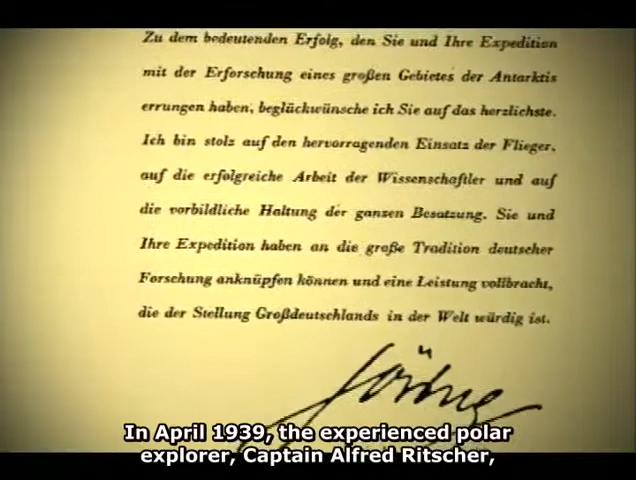 Zu dem bedeutenden Erfolg, den Sie und Ihre Expedition
mit der Erforschung eines großen Gebietes der Antarktis
errungen haben, beglückwünsche ich Sie auf das herzlichste.
Ich bin stolz auf den hervorragenden Einsatz der Flieger,
auf die erfolgreiche Arbeit der Wissenschaftler und auf
die vorbildliche Haltung der ganzen Besatzung. Sie und
Ihre Expedition haben an die große Tradition deutscher
Forschung anknüpfen können und eine Leistung vollbracht,
die der Stellung Großdeutschlands in der Welt würdig ist.
Göring
In April 1939, the experienced polar
explorer, Captain Alfred Ritscher,